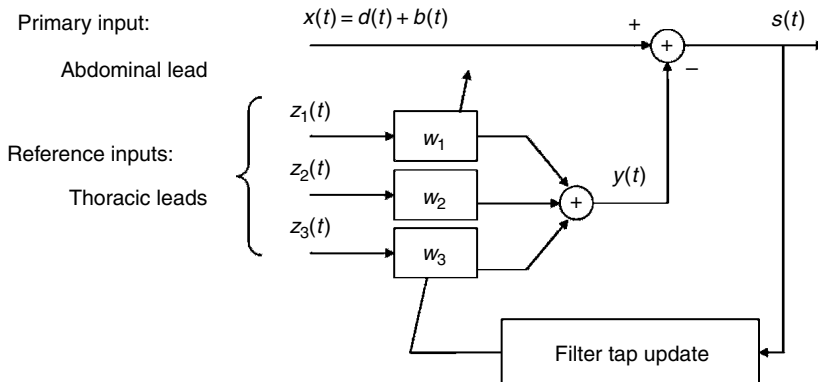 Primary input:
x(t) = d(t) + b(t)
+
+
s(t)
Abdominal lead
−
z1(t)
w1
Reference inputs:
Thoracic leads
z2(t)
w2
+
y(t)
z3(t)
w3
Filter tap update